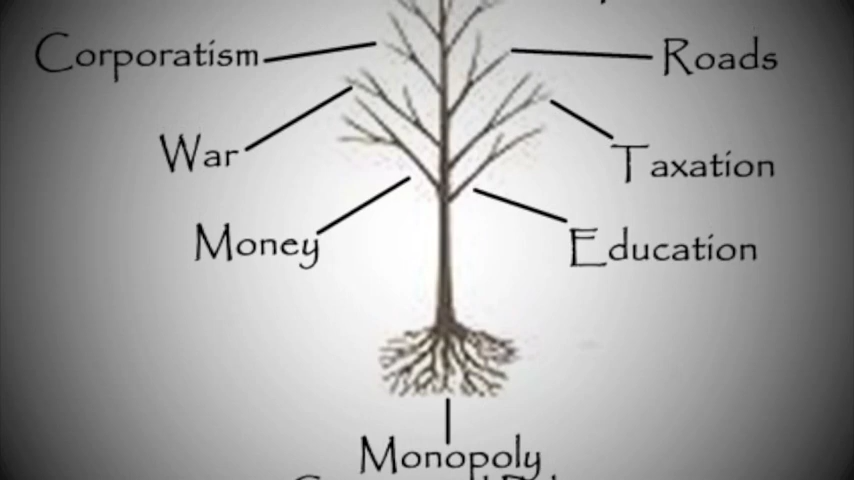 Corporatism
Roads
War
Taxation
Money
Education
Monopoly